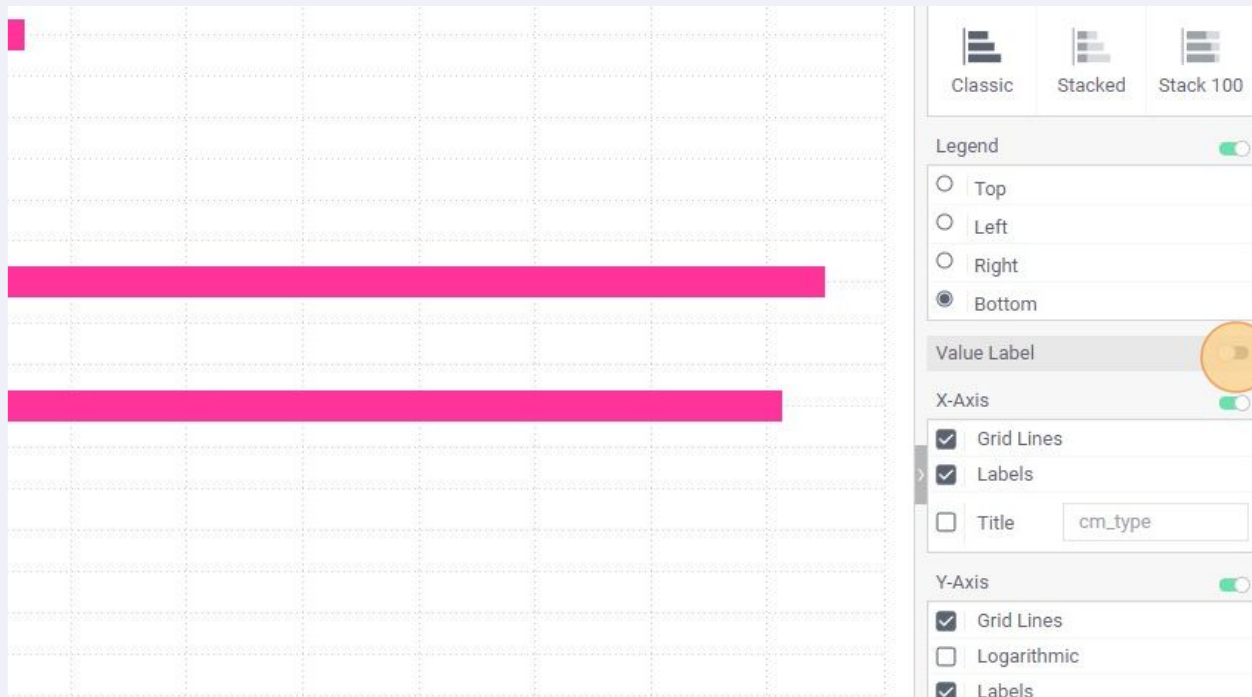 Classic Stacked Stack 100
Legend
Top
Left
Right
Bottom
Value Label
X-Axis
Grid Lines
Labels
Title cm_type
Y-Axis
Grid Lines
Logarithmic
Labels